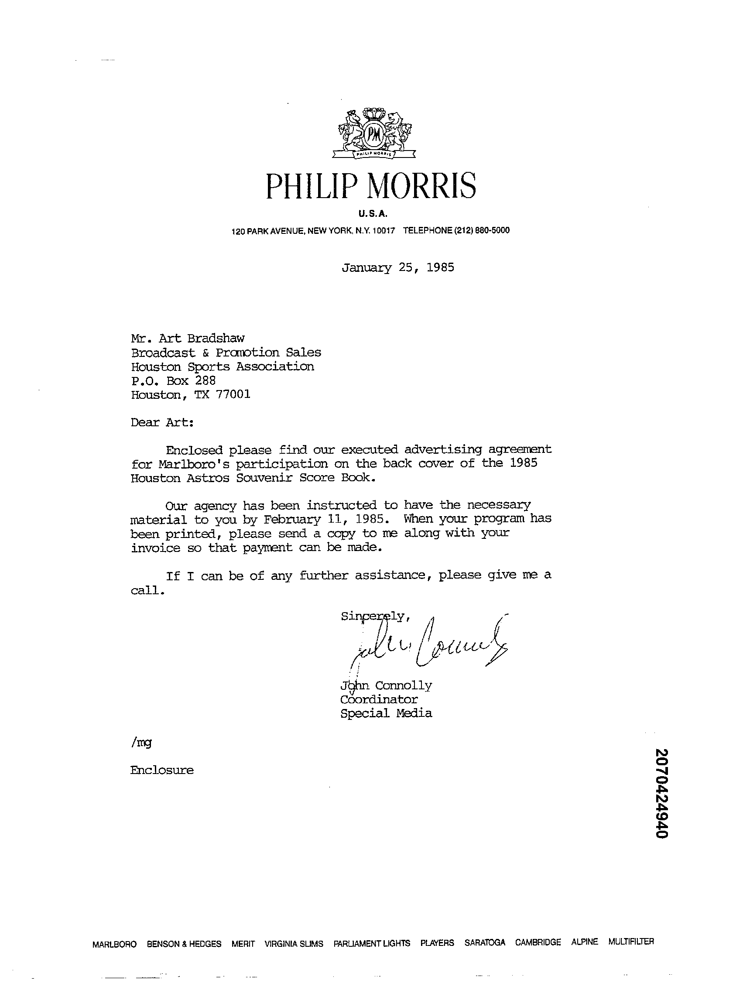 PM
PHILIP MORRIS
PHILIP MORRIS
U.S.A.
120 PARK AVENUE, NEW YORK, N.Y. 10017 TELEPHONE (212) 880-5000
January 25, 1985
Mr. Art Bradshaw
Broadcast & Promotion Sales
Houston Sports Association
P.O. Box 288
Houston, TX 77001
Dear Art:
Enclosed please find our executed advertising agreement
for Marlboro's participation on the back cover of the 1985
Houston Astros Souvenir Score Book.
Our agency has been instructed to have the necessary
material to you by February 11, 1985. When your program has
been printed, please send a copy to me along with your
invoice so that payment can be made.
If I can be of any further assistance, please give me a
call.
Sincerely,
John Connolly
John Connolly
Coordinator
Special Media
/mg
Enclosure
2070424940
MARLBORO BENSON & HEDGES MERIT VIRGINIA SLIMS PARLIAMENT LIGHTS PLAYERS SARATOGA CAMBRIDGE ALPINE MULTIFILTER